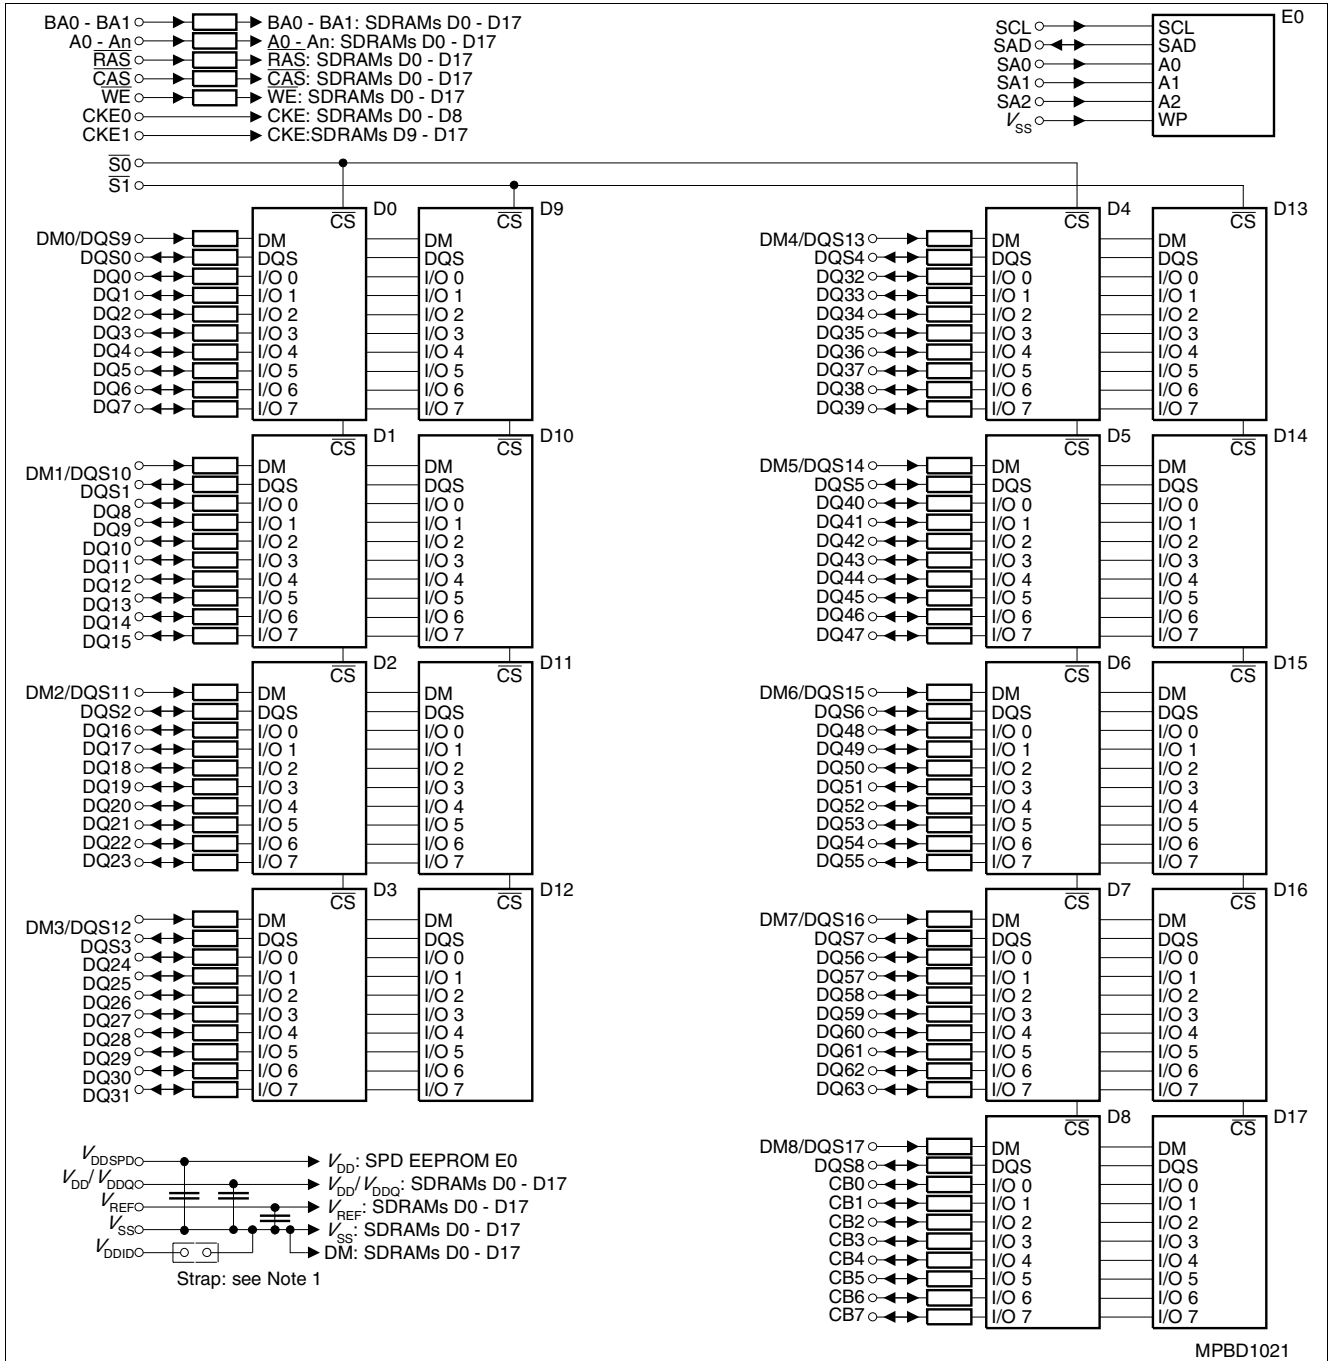 BA0 - BA1 BA0 - BA1: SDRAMs D0 - D17
A0 - An A0 - An: SDRAMs D0 - D17
RAS RAS: SDRAMs D0 - D17
CAS CAS: SDRAMs D0 - D17
WE WE: SDRAMs D0 - D17
CKE0 CKE: SDRAMs D0 - D8
CKE1 CKE:SDRAMs D9 - D17
E0
SCL SCL
SAD SAD
SA0 A0
SA1 A1
SA2 A2
VSS WP
S0
S1
CS D0 CS D9
DM0/DQS9 DM DM
DQS0 DQS DQS
DQ0 I/O 0 I/O 0
DQ1 I/O 1 I/O 1
DQ2 I/O 2 I/O 2
DQ3 I/O 3 I/O 3
DQ4 I/O 4 I/O 4
DQ5 I/O 5 I/O 5
DQ6 I/O 6 I/O 6
DQ7 I/O 7 I/O 7
CS D1 CS D10
DM1/DQS10 DM DM
DQS1 DQS DQS
DQ8 I/O 0 I/O 0
DQ9 I/O 1 I/O 1
DQ10 I/O 2 I/O 2
DQ11 I/O 3 I/O 3
DQ12 I/O 4 I/O 4
DQ13 I/O 5 I/O 5
DQ14 I/O 6 I/O 6
DQ15 I/O 7 I/O 7
CS D2 CS D11
DM2/DQS11 DM DM
DQS2 DQS DQS
DQ16 I/O 0 I/O 0
DQ17 I/O 1 I/O 1
DQ18 I/O 2 I/O 2
DQ19 I/O 3 I/O 3
DQ20 I/O 4 I/O 4
DQ21 I/O 5 I/O 5
DQ22 I/O 6 I/O 6
DQ23 I/O 7 I/O 7
CS D3 CS D12
DM3/DQS12 DM DM
DQS3 DQS DQS
DQ24 I/O 0 I/O 0
DQ25 I/O 1 I/O 1
DQ26 I/O 2 I/O 2
DQ27 I/O 3 I/O 3
DQ28 I/O 4 I/O 4
DQ29 I/O 5 I/O 5
DQ30 I/O 6 I/O 6
DQ31 I/O 7 I/O 7
CS D4 CS D13
DM4/DQS13 DM DM
DQS4 DQS DQS
DQ32 I/O 0 I/O 0
DQ33 I/O 1 I/O 1
DQ34 I/O 2 I/O 2
DQ35 I/O 3 I/O 3
DQ36 I/O 4 I/O 4
DQ37 I/O 5 I/O 5
DQ38 I/O 6 I/O 6
DQ39 I/O 7 I/O 7
CS D5 CS D14
DM5/DQS14 DM DM
DQS5 DQS DQS
DQ40 I/O 0 I/O 0
DQ41 I/O 1 I/O 1
DQ42 I/O 2 I/O 2
DQ43 I/O 3 I/O 3
DQ44 I/O 4 I/O 4
DQ45 I/O 5 I/O 5
DQ46 I/O 6 I/O 6
DQ47 I/O 7 I/O 7
CS D6 CS D15
DM6/DQS15 DM DM
DQS6 DQS DQS
DQ48 I/O 0 I/O 0
DQ49 I/O 1 I/O 1
DQ50 I/O 2 I/O 2
DQ51 I/O 3 I/O 3
DQ52 I/O 4 I/O 4
DQ53 I/O 5 I/O 5
DQ54 I/O 6 I/O 6
DQ55 I/O 7 I/O 7
CS D7 CS D16
DM7/DQS16 DM DM
DQS7 DQS DQS
DQ56 I/O 0 I/O 0
DQ57 I/O 1 I/O 1
DQ58 I/O 2 I/O 2
DQ59 I/O 3 I/O 3
DQ60 I/O 4 I/O 4
DQ61 I/O 5 I/O 5
DQ62 I/O 6 I/O 6
DQ63 I/O 7 I/O 7
CS D8 CS D17
DM8/DQS17 DM DM
DQS8 DQS DQS
CB0 I/O 0 I/O 0
CB1 I/O 1 I/O 1
CB2 I/O 2 I/O 2
CB3 I/O 3 I/O 3
CB4 I/O 4 I/O 4
CB5 I/O 5 I/O 5
CB6 I/O 6 I/O 6
CB7 I/O 7 I/O 7
VDDSPD VDD: SPD EEPROM E0
VDD/VDDQ VDD/VDDQ: SDRAMs D0 - D17
VREF VREF: SDRAMs D0 - D17
VSS VSS: SDRAMs D0 - D17
VDDID DM: SDRAMs D0 - D17
Strap: see Note 1
MPBD1021